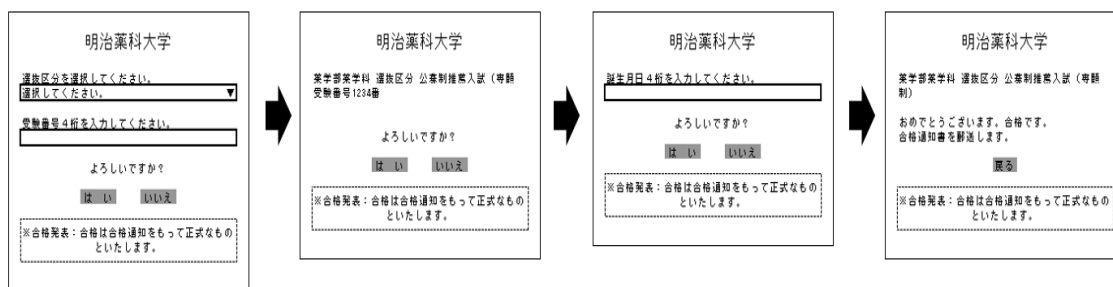 明治薬科大学
選抜区分を選択してください。
選択してください。 ▼
受験番号4桁を入力してください。
よろしいですか?
は い いいえ
※合格発表:合格は合格通知をもって正式なもの
といたします。
明治薬科大学
薬学部薬学科 選抜区分 公募制推薦入試(専願
受験番号1234番
よろしいですか?
は い いいえ
※合格発表:合格は合格通知をもって正式なもの
といたします。
明治薬科大学
誕生月日4桁を入力してください。
よろしいですか?
は い いいえ
※合格発表:合格は合格通知をもって正式なもの
といたします。
明治薬科大学
薬学部薬学科 選抜区分 公募制推薦入試(専願
制)
おめでとうございます。合格です。
合格通知書を郵送します。
戻る
※合格発表:合格は合格通知をもって正式なもの
といたします。